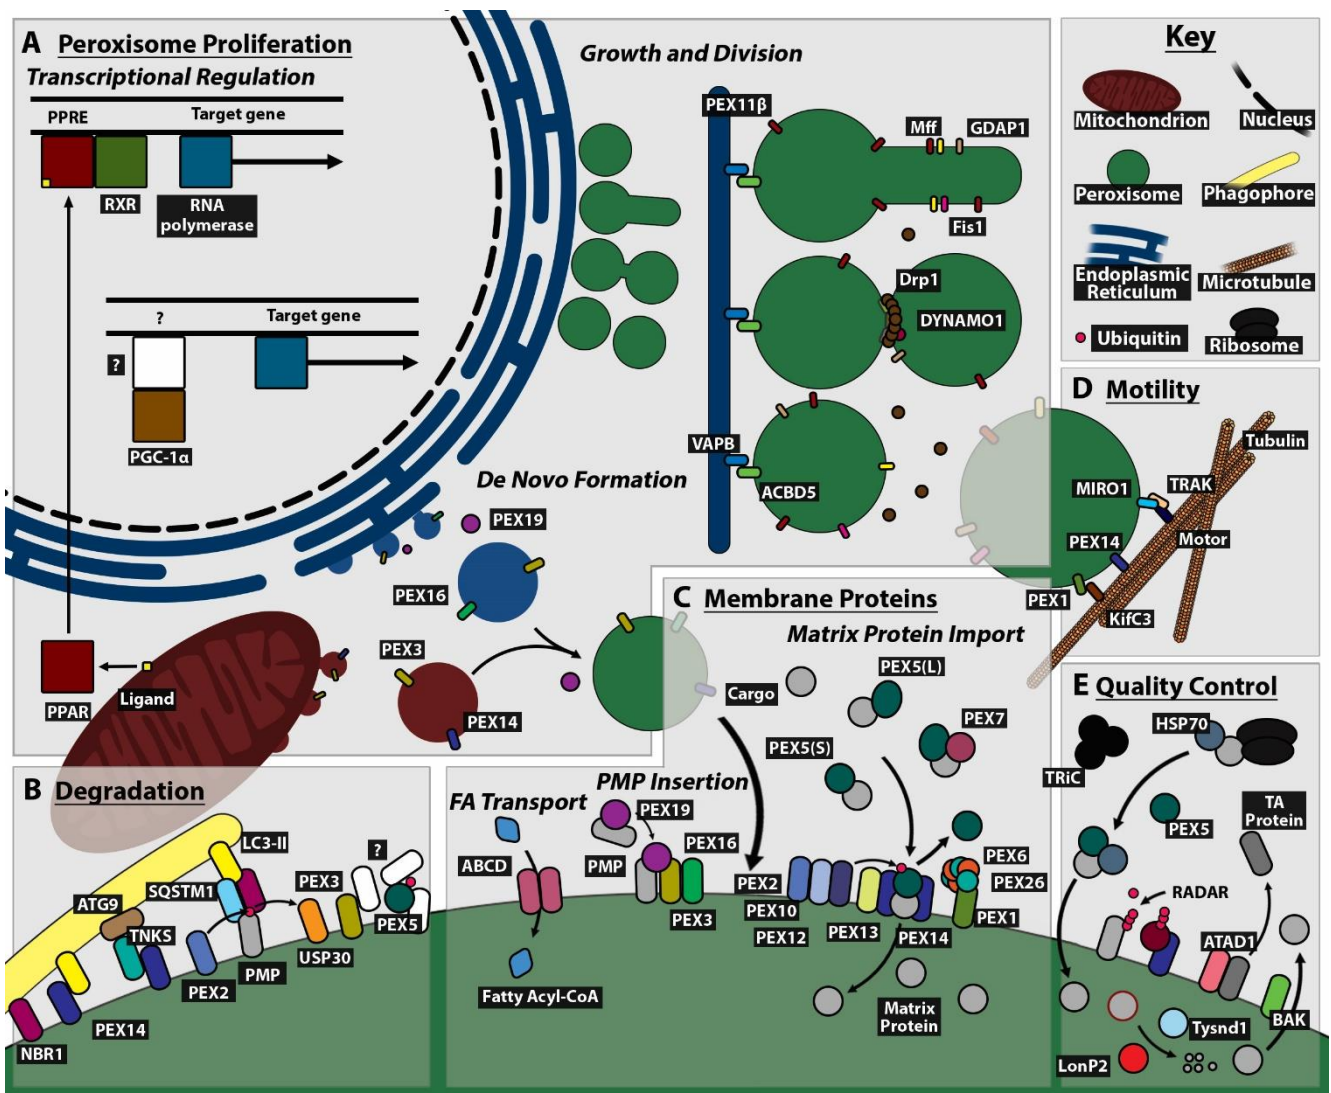 A Peroxisome Proliferation
Transcriptional Regulation
PPRE
Target gene
RXR
RNA
polymerase
?
Target gene
?
PGC-1α
PPAR
Ligand
Growth and Division
PEX11β
Mff
GDAP1
Fis1
Drp1
DYNAMO1
VAPB
ACBD5
De Novo Formation
PEX19
PEX16
PEX3
PEX14
Key
Mitochondrion
Nucleus
Peroxisome
Phagophore
Endoplasmic
Reticulum
Microtubule
Ubiquitin
Ribosome
D Motility
Tubulin
MIRO1
TRAK
PEX14
Motor
PEX1
KifC3
B Degradation
LC3-II
SQSTM1
ATG9
TNKS
PEX3
?
PEX5
USP30
PMP
PEX2
PEX14
NBR1
C Membrane Proteins
Matrix Protein Import
Cargo
PEX5(L)
PEX7
PEX5(S)
PMP Insertion
FA Transport
PEX19
PEX16
ABCD
PMP
PEX3
PEX2
PEX10
PEX12
PEX13
PEX14
PEX6
PEX26
PEX1
Fatty Acyl-CoA
Matrix
Protein
E Quality Control
HSP70
TRiC
PEX5
TA
Protein
RADAR
ATAD1
BAK
Tysnd1
LonP2